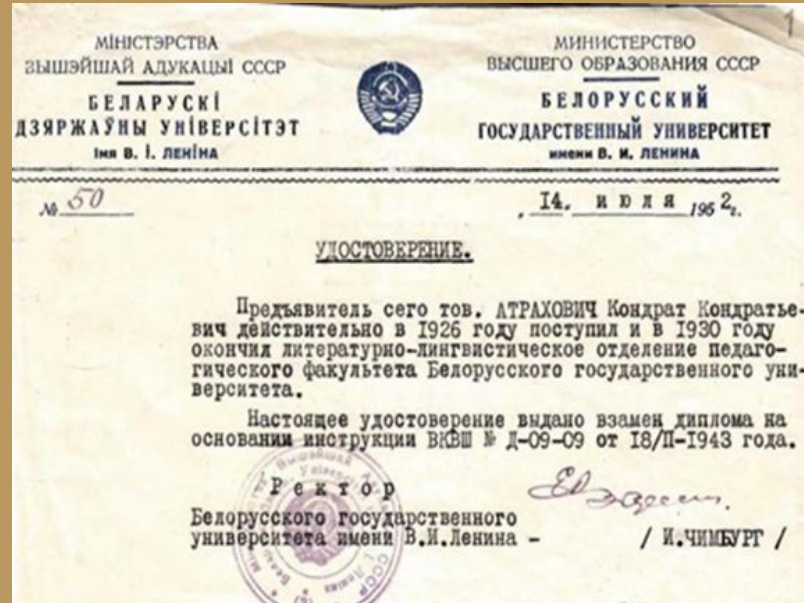 1
МІНІСТЭРСТВА
ВЫШЭЙШАЙ АДУКАЦЫІ СССР
БЕЛАРУСКІ
ДЗЯРЖАЎНЫ УНІВЕРСІТЭТ
імя В. І. ЛЕНІНА
МИНИСТЕРСТВО
ВЫСШЕГО ОБРАЗОВАНИЯ СССР
БЕЛОРУССКИЙ
ГОСУДАРСТВЕННЫЙ УНИВЕРСИТЕТ
имени В. И. ЛЕНИНА
№ 50
„14. июля 1952 г.
УДОСТОВЕРЕНИЕ.
Предъявитель сего тов. АТРАХОВИЧ Кондрат Кондратье-
вич действительно в 1926 году поступил и в 1930 году
окончил литературно-лингвистическое отделение педаго-
гического факультета Белорусского государственного уни-
верситета.
Настоящее удостоверение выдано взамен диплома на
основании инструкции ВКВШ № Д-09-09 от 18/П-1943 года.
Ректор
Белорусского государственного
университета имени В.И.Ленина - / И.ЧИМБУРГ /